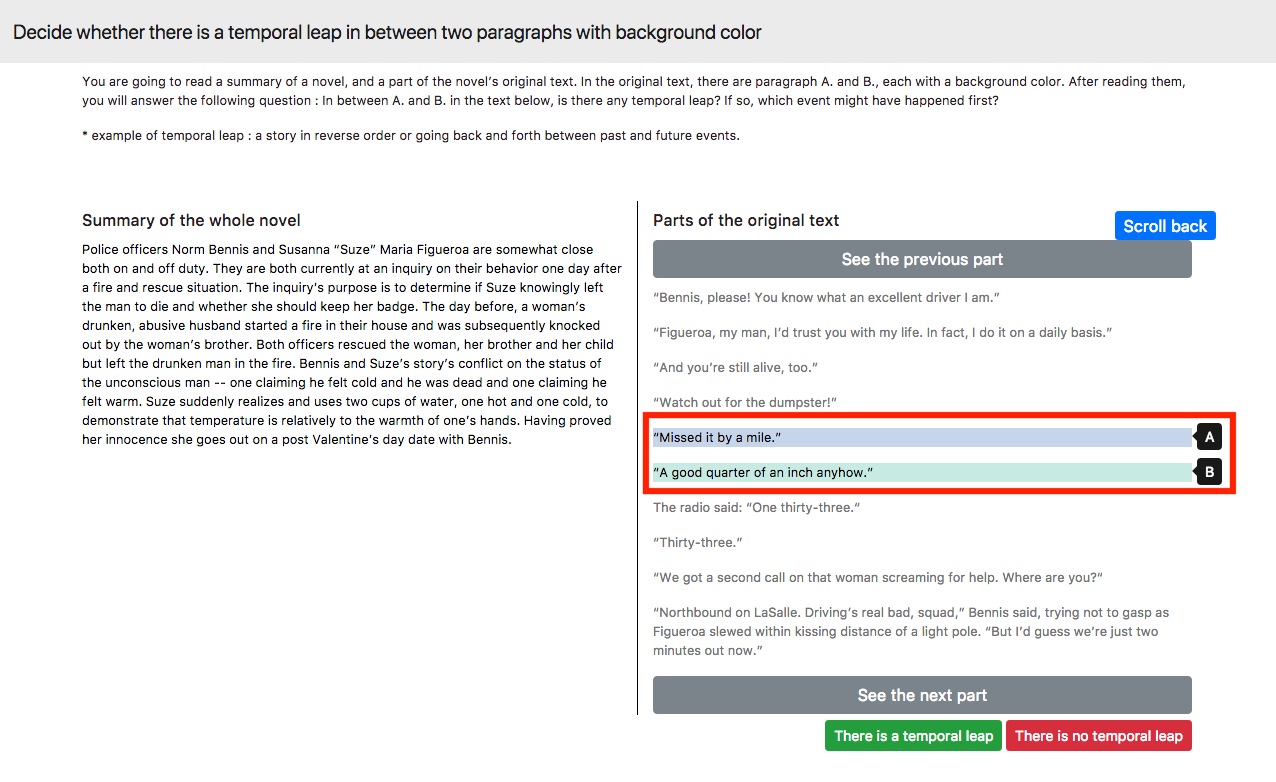 Decide whether there is a temporal leap in between two paragraphs with background color
You are going to read a summary of a novel, and a part of the novel's original text. In the original text, there are paragraph A. and B., each with a background color. After reading them,
you will answer the following question : In between A. and B. in the text below, is there any temporal leap? If so, which event might have happened first?
* example of temporal leap : a story in reverse order or going back and forth between past and future events.
Summary of the whole novel
Police officers Norm Bennis and Susanna “Suze” Maria Figueroa are somewhat close
both on and off duty. They are both currently at an inquiry on their behavior one day after
a fire and rescue situation. The inquiry’s purpose is to determine if Suze knowingly left
the man to die and whether she should keep her badge. The day before, a woman’s
drunken, abusive husband started a fire in their house and was subsequently knocked
out by the woman’s brother. Both officers rescued the woman, her brother and her child
but left the drunken man in the fire. Bennis and Suze’s story’s conflict on the status of
the unconscious man -- one claiming he felt cold and he was dead and one claiming he
felt warm. Suze suddenly realizes and uses two cups of water, one hot and one cold, to
demonstrate that temperature is relatively to the warmth of one’s hands. Having proved
her innocence she goes out on a post Valentine’s day date with Bennis.
Parts of the original text
Scroll back
See the previous part
“Bennis, please! You know what an excellent driver I am.”
“Figueroa, my man, I’d trust you with my life. In fact, I do it on a daily basis.”
“And you’re still alive, too.”
“Watch out for the dumpster!”
“Missed it by a mile.”
A
“A good quarter of an inch anyhow.”
B
The radio said: “One thirty-three.”
“Thirty-three.”
“We got a second call on that woman screaming for help. Where are you?”
“Northbound on LaSalle. Driving’s real bad, squad,” Bennis said, trying not to gasp as
Figueroa slewed within kissing distance of a light pole. “But I’d guess we’re just two
minutes out now.”
See the next part
There is a temporal leap
There is no temporal leap